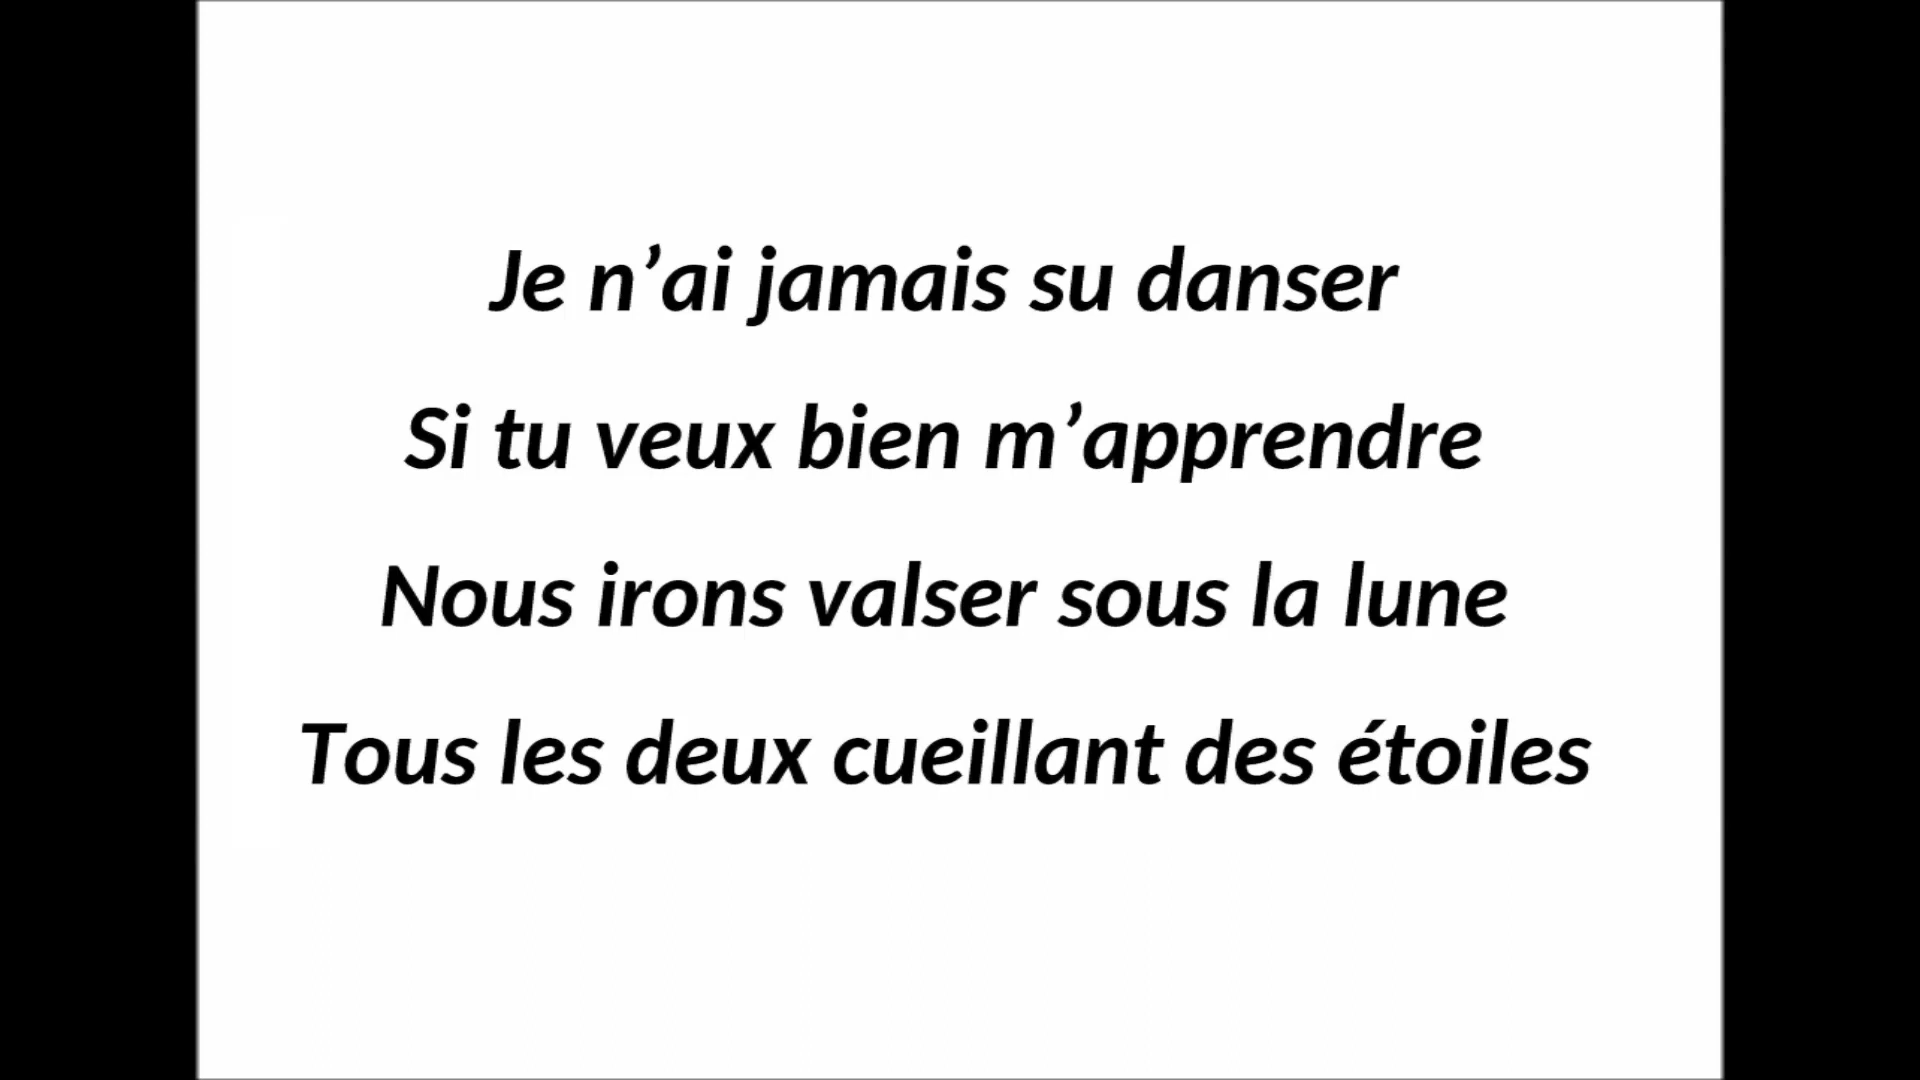 Je n’ai jamais su danser
Si tu veux bien m’apprendre
Nous irons valser sous la lune
Tous les deux cueillant des étoiles